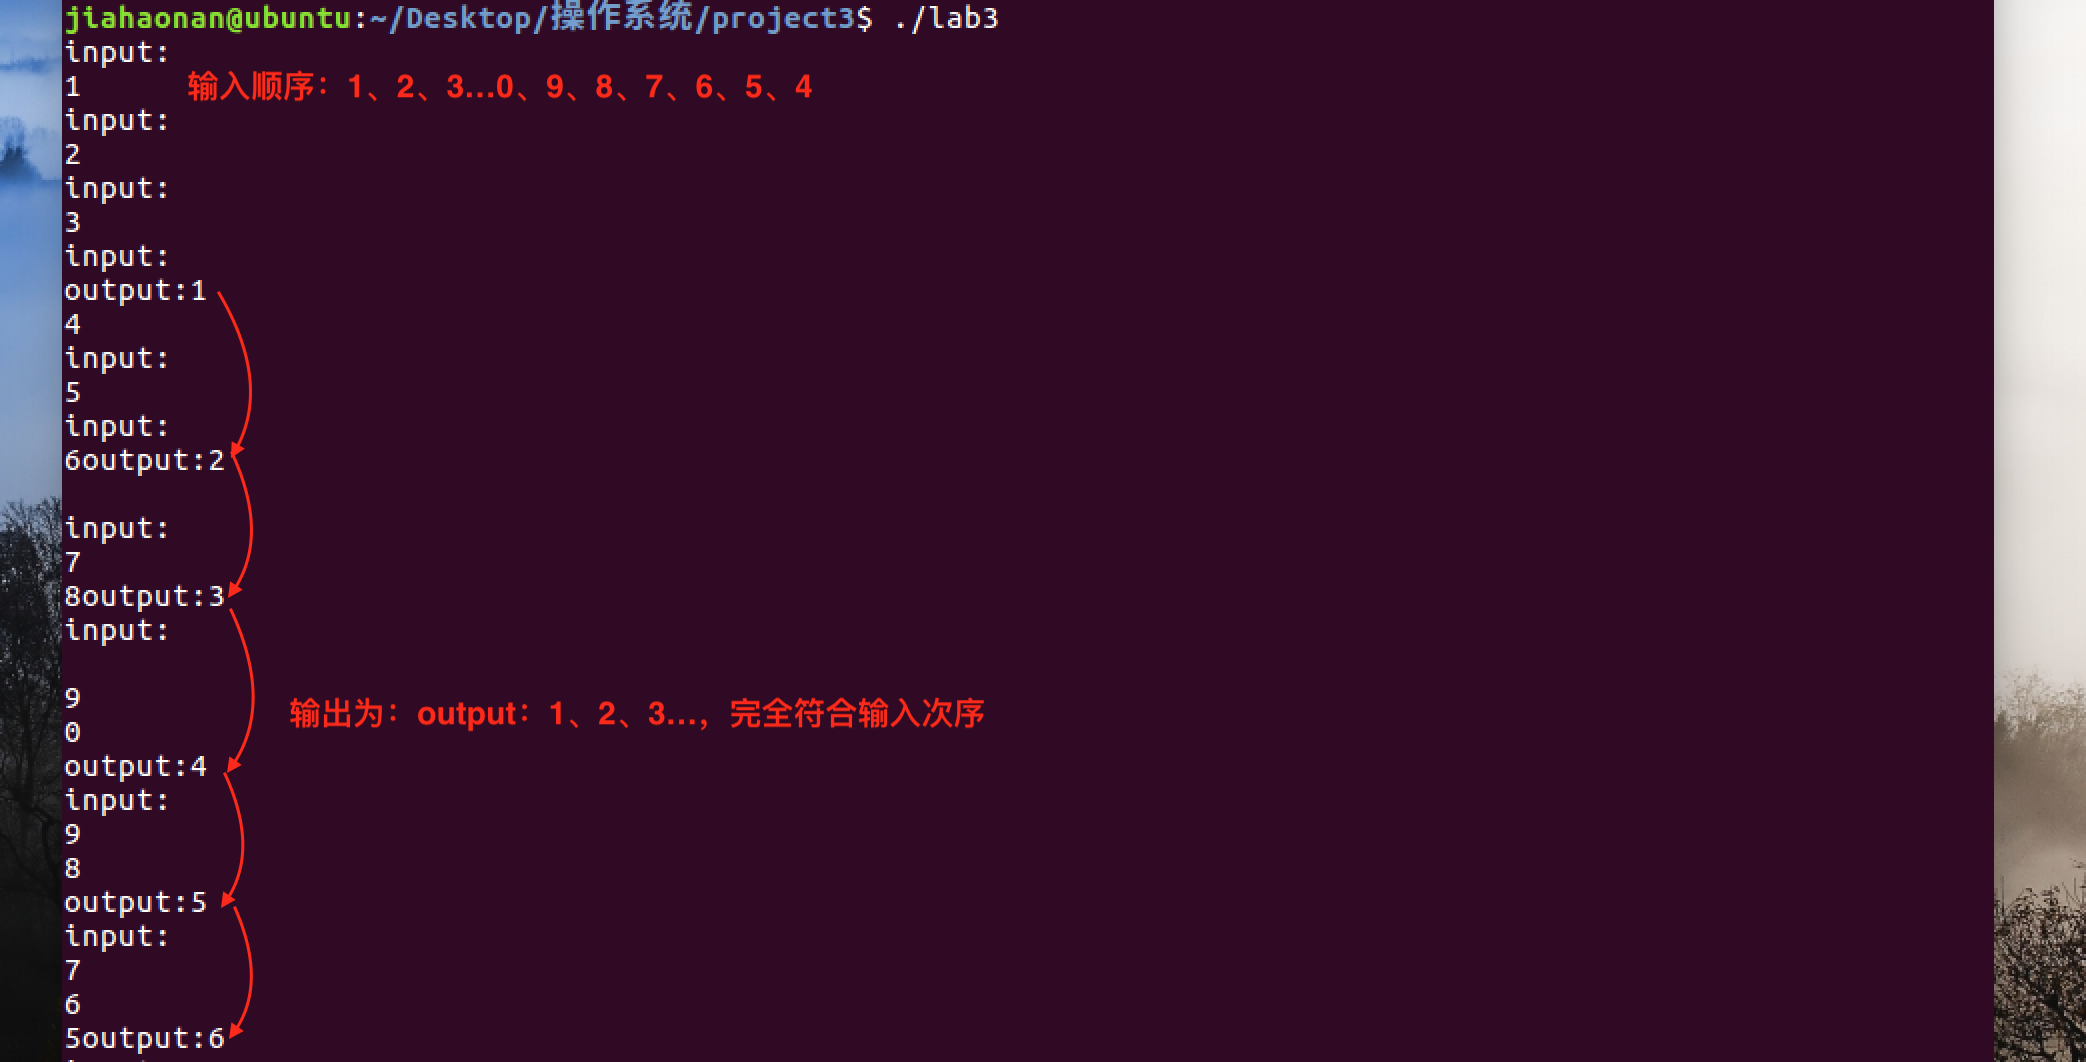 jiahaonan@ubuntu:~/Desktop/操作系统/project3$ ./lab3
input:
1 输入顺序：1、2、3...0、9、8、7、6、5、4
input:
2
input:
3
input:
output:1
4
input:
5
input:
6output:2
input:
7
8output:3
input:
9
输出为：output：1、2、3...，完全符合输入次序
0
output:4
input:
9
8
output:5
input:
7
6
5output:6